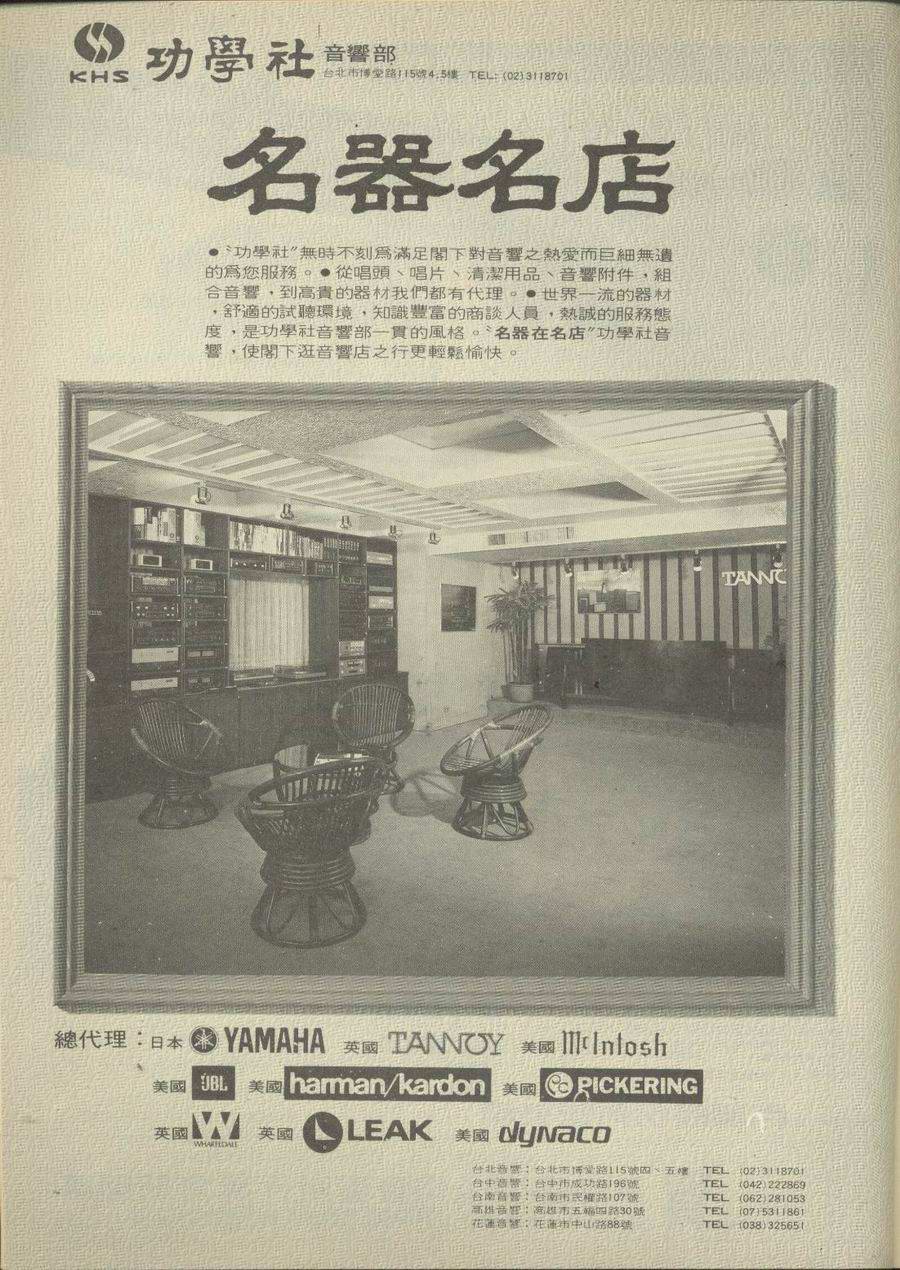 KHS 功學社 音響部
台北市博愛路115號4.5樓 TEL: (02)3118701
名器名店
●〝功學社〞無時不刻爲滿足閣下對音響之熱愛而巨細無遺
的爲您服務。●從唱頭、唱片、清潔用品、音響附件，組
合音響，到高貴的器材我們都有代理。●世界一流的器材
，舒適的試聽環境，知識豐富的商談人員，熱誠的服務態
度，是功學社音響部一貫的風格。〝名器在名店〞功學社音
響，使閣下逛音響店之行更輕鬆愉快。
TANNO
總代理：日本 YAMAHA 英國 TANNOY 美國 McIntosh
美國 JBL 美國 harman/kardon 美國 PICKERING
英國 W WHARFEDALE 英國 LEAK 美國 dynaco
台北音響：台北市博愛路115號四、五樓 TEL (02)3118701
台中音響：台中市成功路196號 TEL (042)222869
台南音響：台南市民權路107號 TEL (062)281053
高雄音響：高雄市五福四路30號 TEL (07)5311861
花蓮音響：花蓮市中山路88號 TEL (038)325651